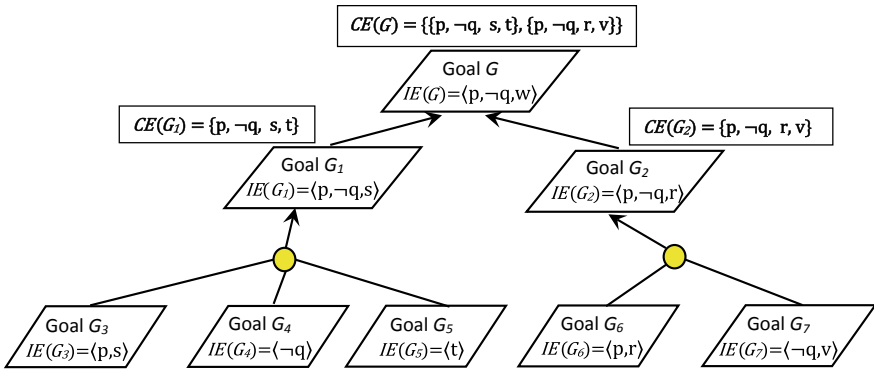 CE(G) = {{p, ¬q, s, t}, {p, ¬q, r, v}}
Goal G
IE(G)=⟨p,¬q,w⟩
CE(G₁) = {p, ¬q, s, t}
CE(G₂) = {p, ¬q, r, v}
Goal G₁
IE(G₁)=⟨p,¬q,s⟩
Goal G₂
IE(G₂)=⟨p,¬q,r⟩
Goal G₃
IE(G₃)=⟨p,s⟩
Goal G₄
IE(G₄)=⟨¬q⟩
Goal G₅
IE(G₅)=⟨t⟩
Goal G₆
IE(G₆)=⟨p,r⟩
Goal G₇
IE(G₇)=⟨¬q,v⟩